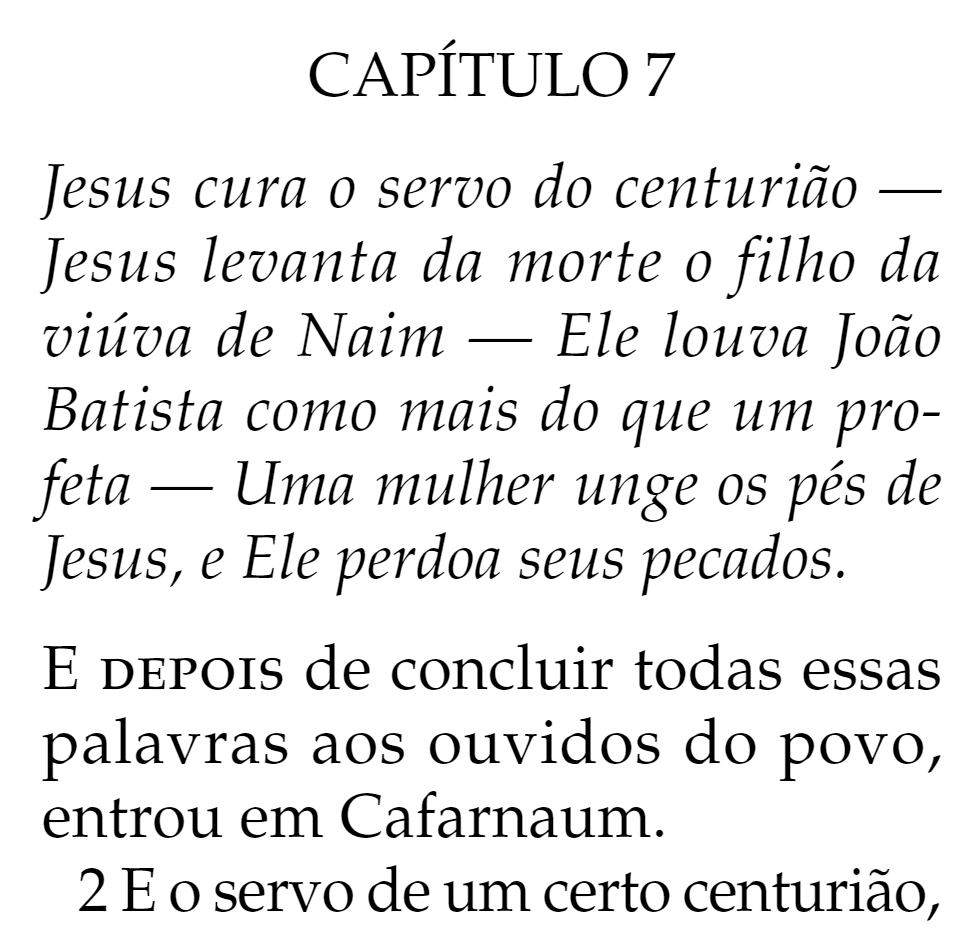 CAPÍTULO 7
Jesus cura o servo do centurião —
Jesus levanta da morte o filho da
viúva de Naim — Ele louva João
Batista como mais do que um pro-
feta — Uma mulher unge os pés de
Jesus, e Ele perdoa seus pecados.
E DEPOIS de concluir todas essas
palavras aos ouvidos do povo,
entrou em Cafarnaum.
2 E o servo de um certo centurião,